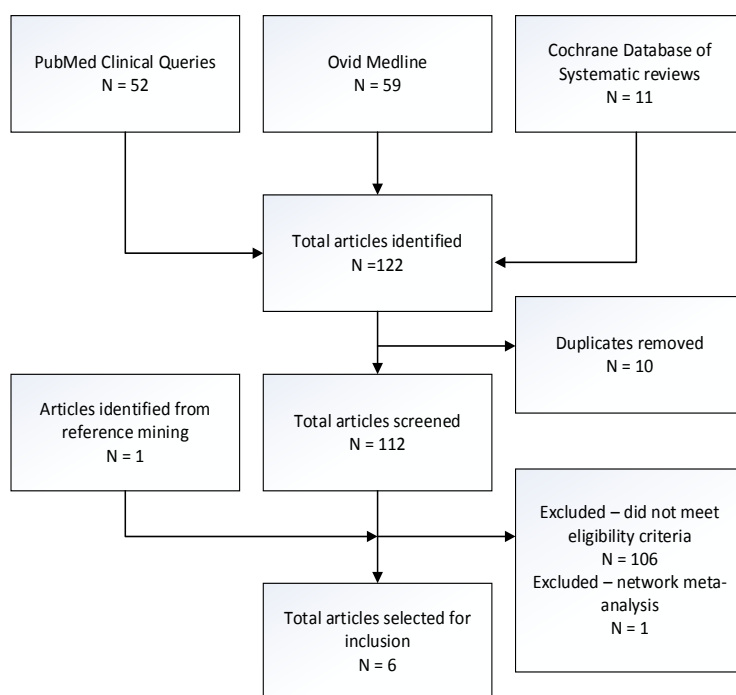 PubMed Clinical Queries
N = 52
Ovid Medline
N = 59
Cochrane Database of
Systematic reviews
N = 11
Total articles identified
N =122
Duplicates removed
N = 10
Articles identified from
reference mining
N = 1
Total articles screened
N = 112
Excluded – did not meet
eligibility criteria
N = 106
Excluded – network meta-
analysis
N = 1
Total articles selected for
inclusion
N = 6